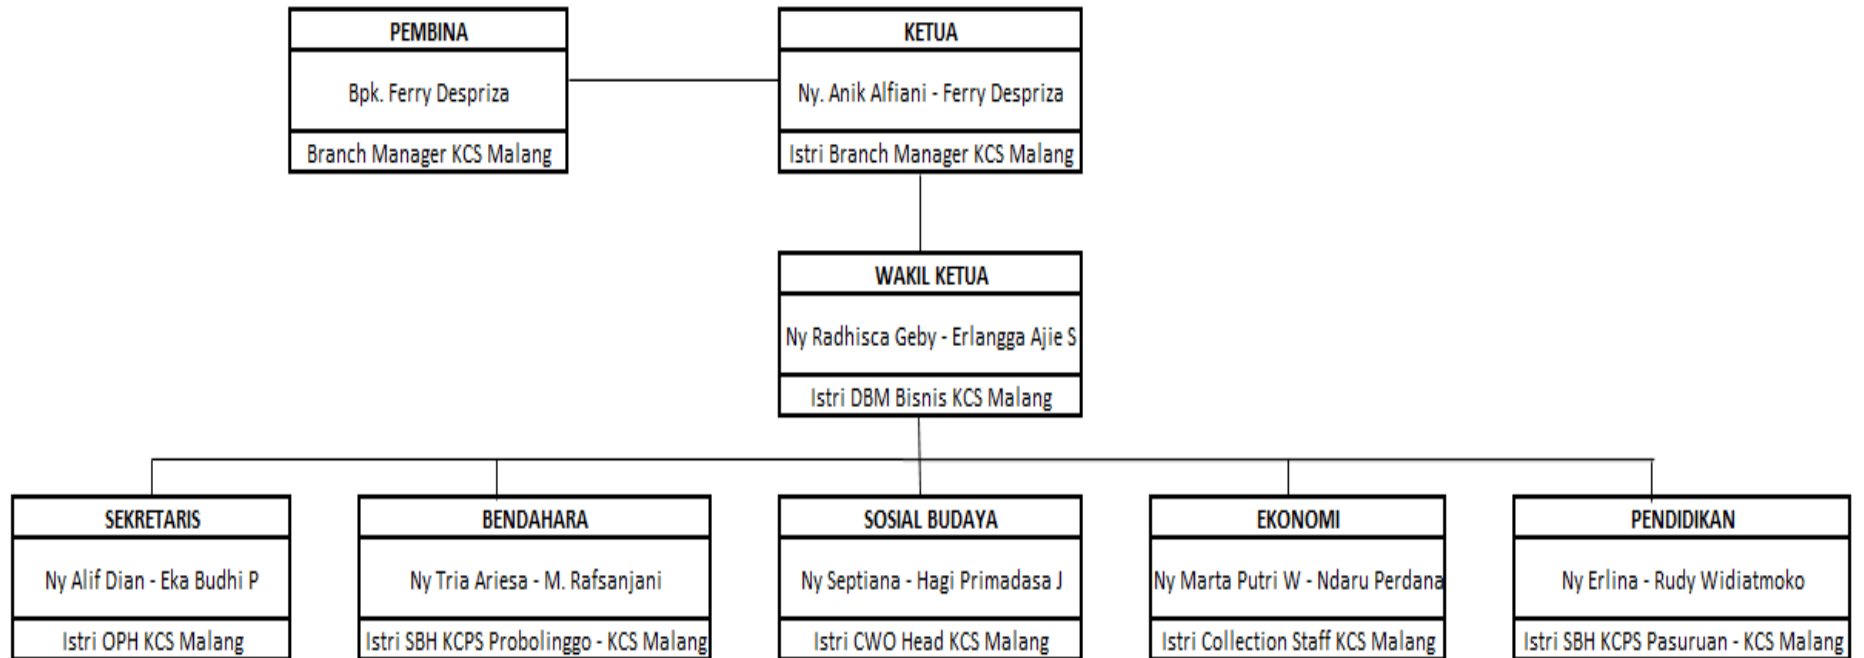 PEMBINA
Bpk. Ferry Despriza
Branch Manager KCS Malang
KETUA
Ny. Anik Alfiani - Ferry Despriza
Istri Branch Manager KCS Malang
WAKIL KETUA
Ny Radhisca Geby - Erlangga Ajie S
Istri DBM Bisnis KCS Malang
SEKRETARIS
Ny Alif Dian - Eka Budhi P
Istri OPH KCS Malang
BENDAHARA
Ny Tria Ariesa - M. Rafsanjani
Istri SBH KCPS Probolinggo - KCS Malang
SOSIAL BUDAYA
Ny Septiana - Hagi Primadasa J
Istri CWO Head KCS Malang
EKONOMI
Ny Marta Putri W - Ndaru Perdana
Istri Collection Staff KCS Malang
PENDIDIKAN
Ny Erlina - Rudy Widiatmoko
Istri SBH KCPS Pasuruan - KCS Malang